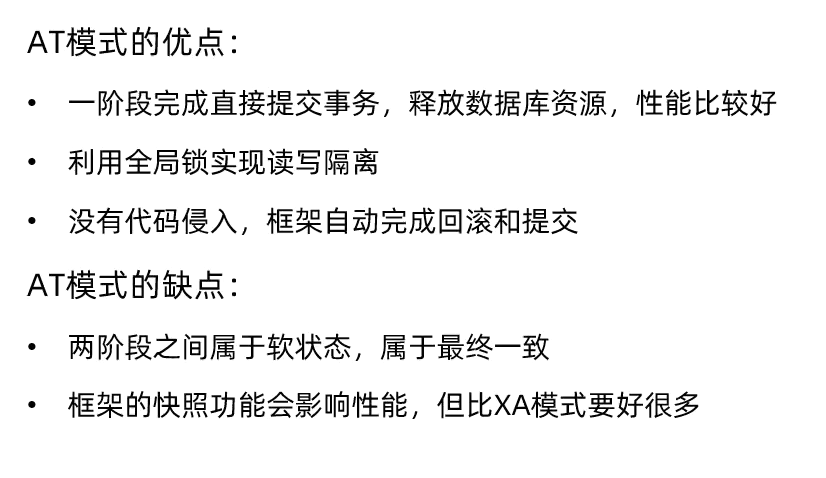 AT模式的优点：
• 一阶段完成直接提交事务，释放数据库资源，性能比较好
• 利用全局锁实现读写隔离
• 没有代码侵入，框架自动完成回滚和提交
AT模式的缺点：
• 两阶段之间属于软状态，属于最终一致
• 框架的快照功能会影响性能，但比XA模式要好很多